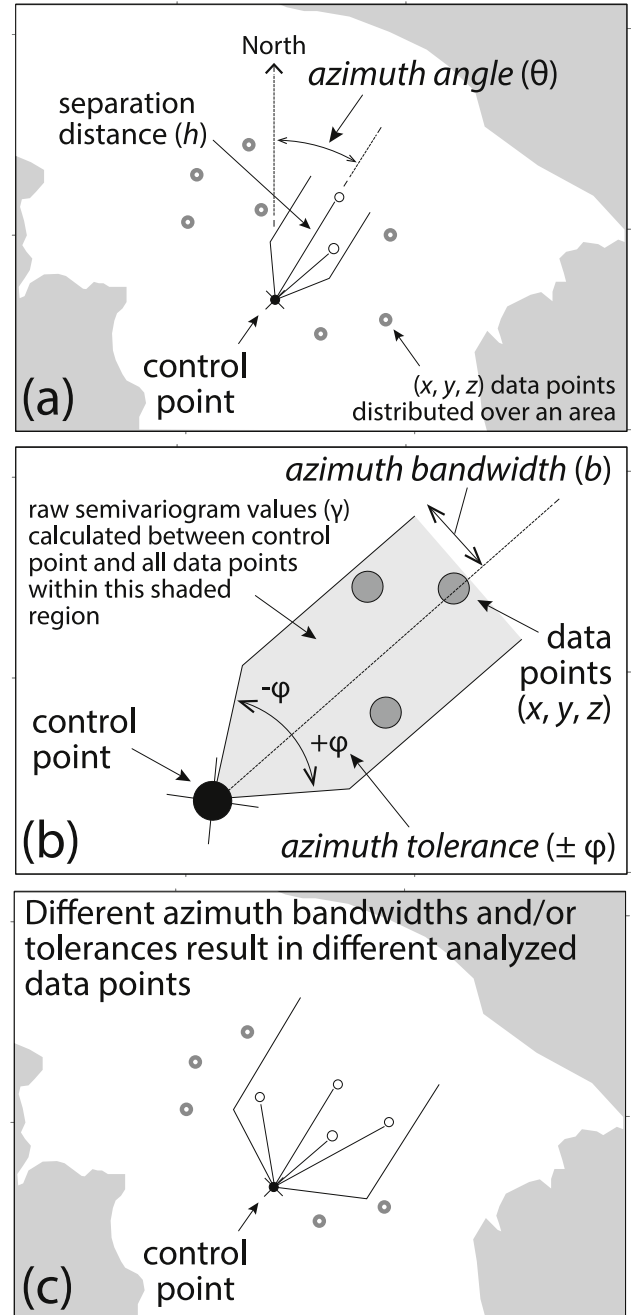 North
azimuth angle (θ)
separation
distance (h)
control
point
(x, y, z) data points
distributed over an area
(a)
azimuth bandwidth (b)
raw semivariogram values (γ)
calculated between control
point and all data points
within this shaded
region
data
points
(x, y, z)
-φ
+φ
control
point
azimuth tolerance (± φ)
(b)
Different azimuth bandwidths and/or
tolerances result in different analyzed
data points
control
point
(c)